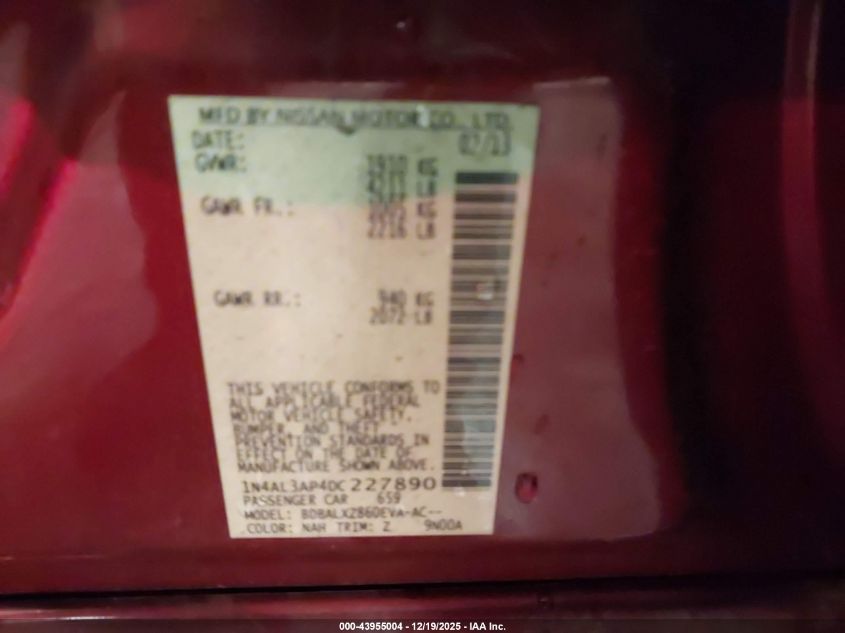 MFD BY NISSAN MOTOR CO., LTD.
DATE: 02/13
GVWR: 1910 KG
4211 LB
GAWR FR.: KG
2216 LB
GAWR RR.: 940 KG
2072 LB
THIS VEHICLE CONFORMS TO
ALL APPLICABLE FEDERAL
MOTOR VEHICLE SAFETY,
BUMPER, AND THEFT
PREVENTION STANDARDS IN
EFFECT ON THE DATE OF
MANUFACTURE SHOWN ABOVE.
1N4AL3AP4DC227890
PASSENGER CAR 659
MODEL: BDBALXZ860EVA-AC--
COLOR: NAH TRIM: Z 9N00A
000-43955004 - 12/19/2025 - IAA Inc.